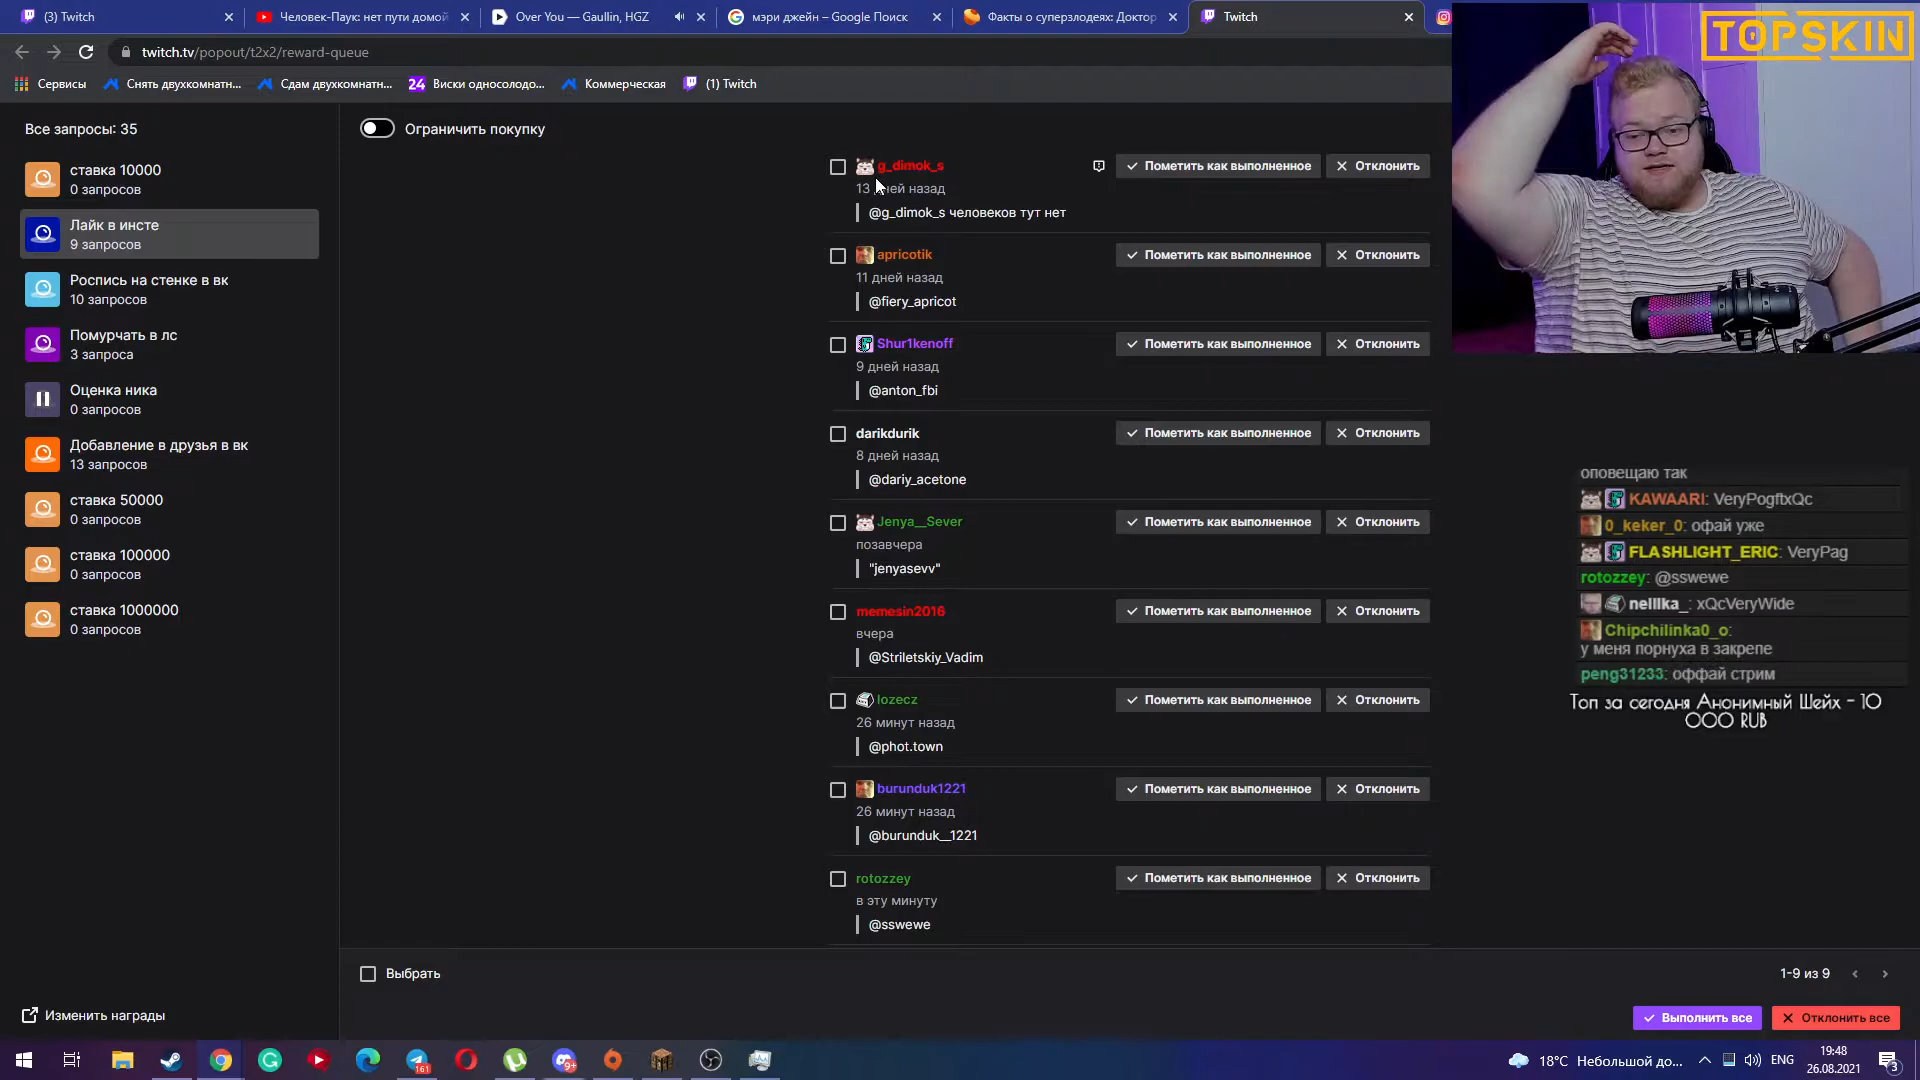 (3) Twitch
Человек-Паук: нет пути домой
Over You — Gaullin, HGZ
мэри джейн – Google Поиск
Факты о суперзлодеях: Доктор
Twitch
TOPSKIN
twitch.tv/popout/t2x2/reward-queue
Сервисы
Снять двухкомнатн...
Сдам двухкомнатн...
24 Виски односолодо...
Коммерческая
(1) Twitch
Все запросы: 35
ставка 10000
0 запросов
Лайк в инсте
9 запросов
Роспись на стенке в вк
10 запросов
Помурчать в лс
3 запроса
Оценка ника
0 запросов
Добавление в друзья в вк
13 запросов
ставка 50000
0 запросов
ставка 100000
0 запросов
ставка 1000000
0 запросов
Изменить награды
Ограничить покупку
g_dimok_s
Пометить как выполненное
Отклонить
13 дней назад
@g_dimok_s человеков тут нет
apricotik
Пометить как выполненное
Отклонить
11 дней назад
@fiery_apricot
Shur1kenoff
Пометить как выполненное
Отклонить
9 дней назад
@anton_fbi
darikdurik
Пометить как выполненное
Отклонить
8 дней назад
@dariy_acetone
Jenya__Sever
Пометить как выполненное
Отклонить
позавчера
"jenyasevv"
memesin2016
Пометить как выполненное
Отклонить
вчера
@Striletskiy_Vadim
lozecz
Пометить как выполненное
Отклонить
26 минут назад
@phot.town
burunduk1221
Пометить как выполненное
Отклонить
26 минут назад
@burunduk__1221
rotozzey
Пометить как выполненное
Отклонить
в эту минуту
@sswewe
Выбрать
1-9 из 9
Выполнить все
Отклонить все
оповещаю так
KAWAARI: VeryPogftxQc
0_keker_0: офай уже
FLASHLIGHT_ERIC: VeryPag
rotozzey: @sswewe
nelllka_: xQcVeryWide
Chipchilinka0_o:
у меня порнуха в закрепе
peng31233: оффай стрим
Топ за сегодня Анонимный Шейх - 10
000 RUB
161
9+
18°C Небольшой до...
ENG
19:48
26.08.2021
3